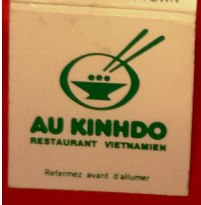 AU KINHDO
RESTAURANT VIETNAMIEN
Refermez avant d'allumer